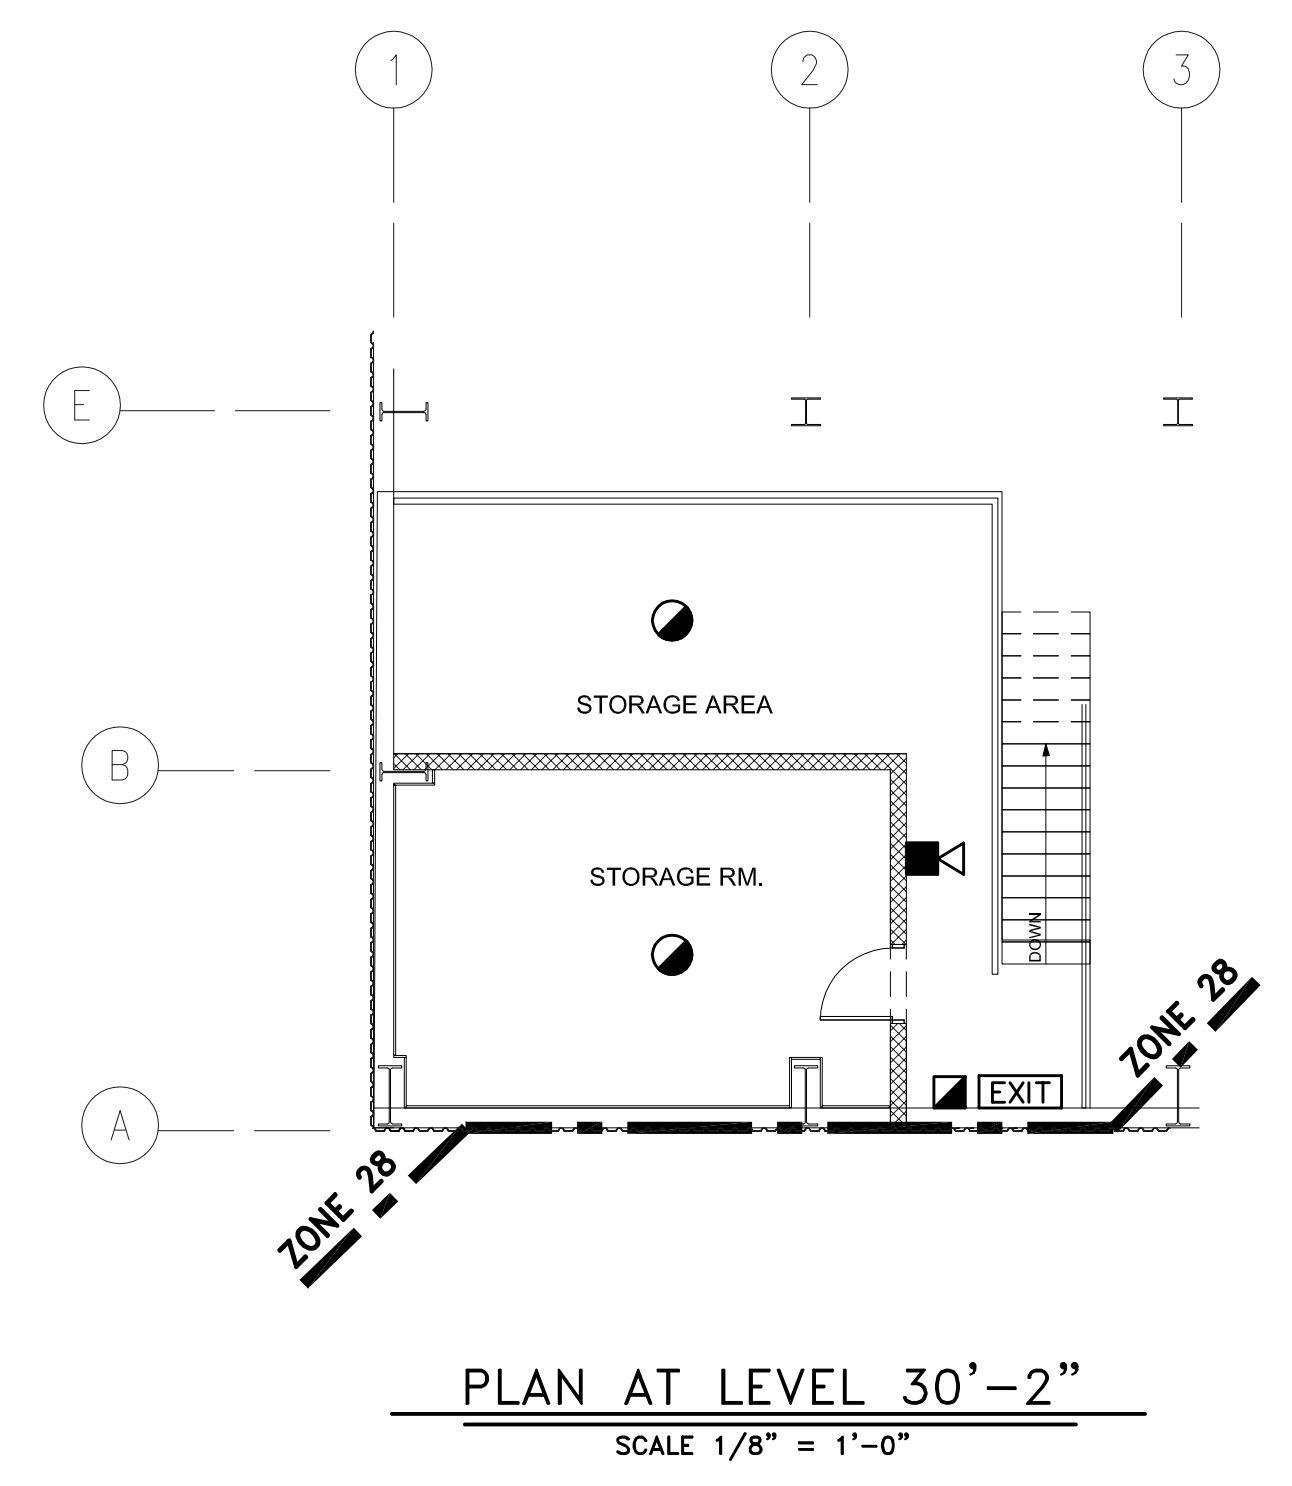 1
2
3
E
STORAGE AREA
B
STORAGE RM.
DOWN
ZONE 28
EXIT
A
ZONE 28
PLAN AT LEVEL 30'-2"
SCALE 1/8" = 1'-0"